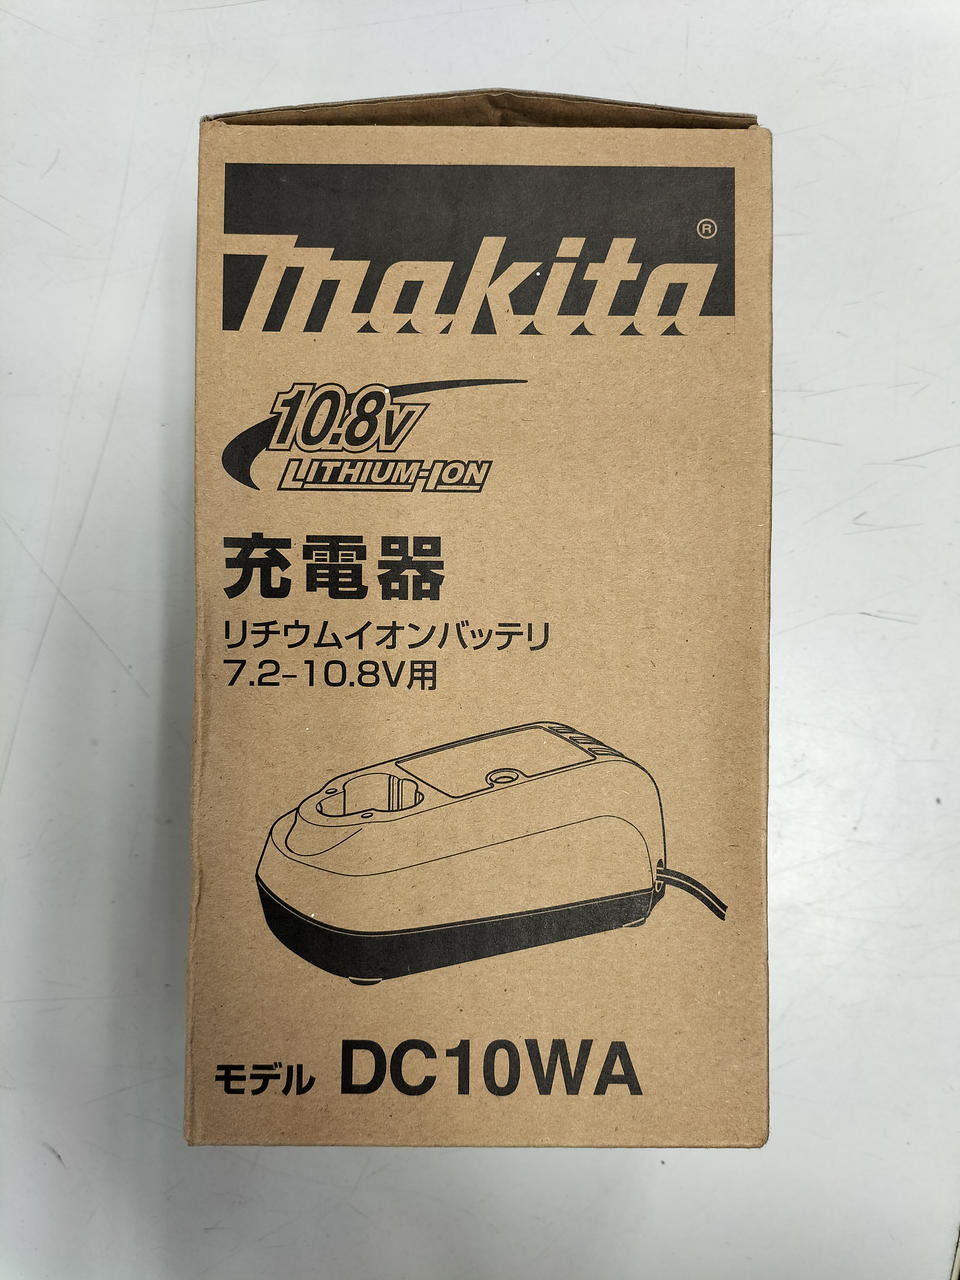 makita®
10.8V
LITHIUM-ION
充電器
リチウムイオンバッテリ
7.2-10.8V用
モデル DC10WA